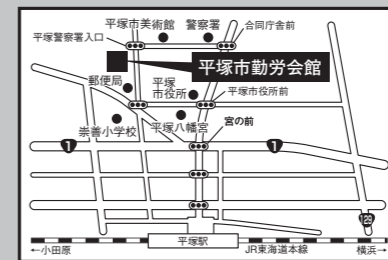 平塚市美術館
警察署
合同庁舎前
平塚警察署入口
平塚市勤労会館
郵便局
平塚
市役所
平塚市役所前
崇善小学校
平塚八幡宮
宮の前
1
1
129
←小田原
平塚駅
JR東海道本線
横浜→